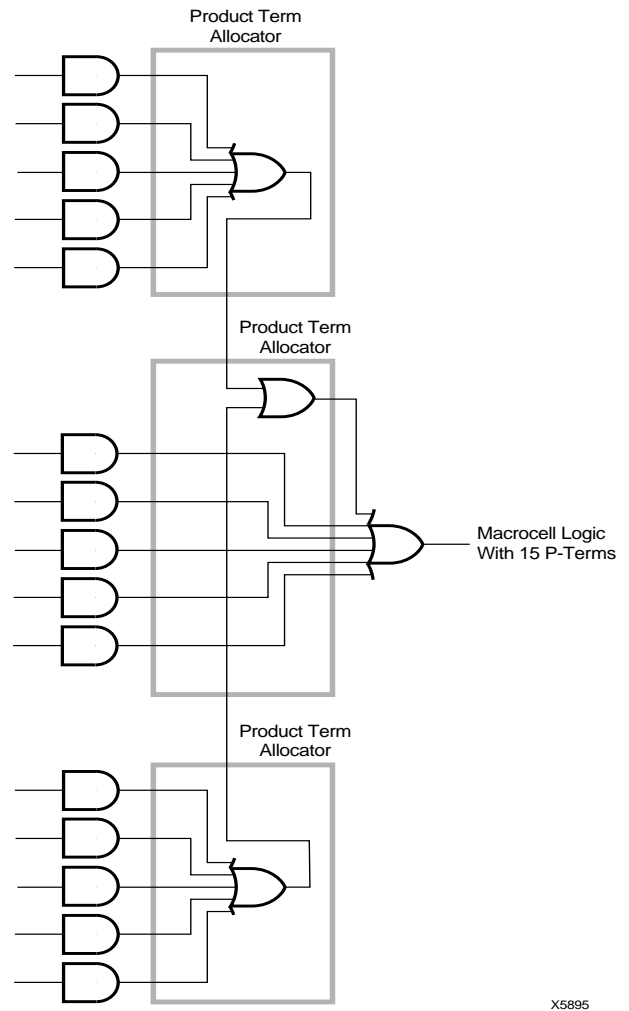 Product Term
Allocator
Product Term
Allocator
Macrocell Logic
With 15 P-Terms
Product Term
Allocator
X5895